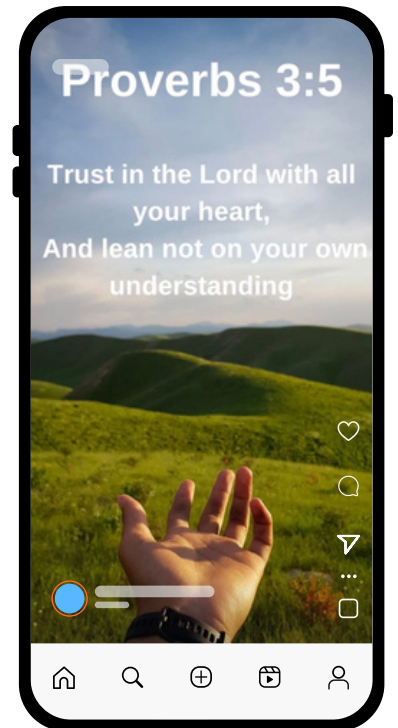 Proverbs 3:5
Trust in the Lord with all
your heart,
And lean not on your own
understanding